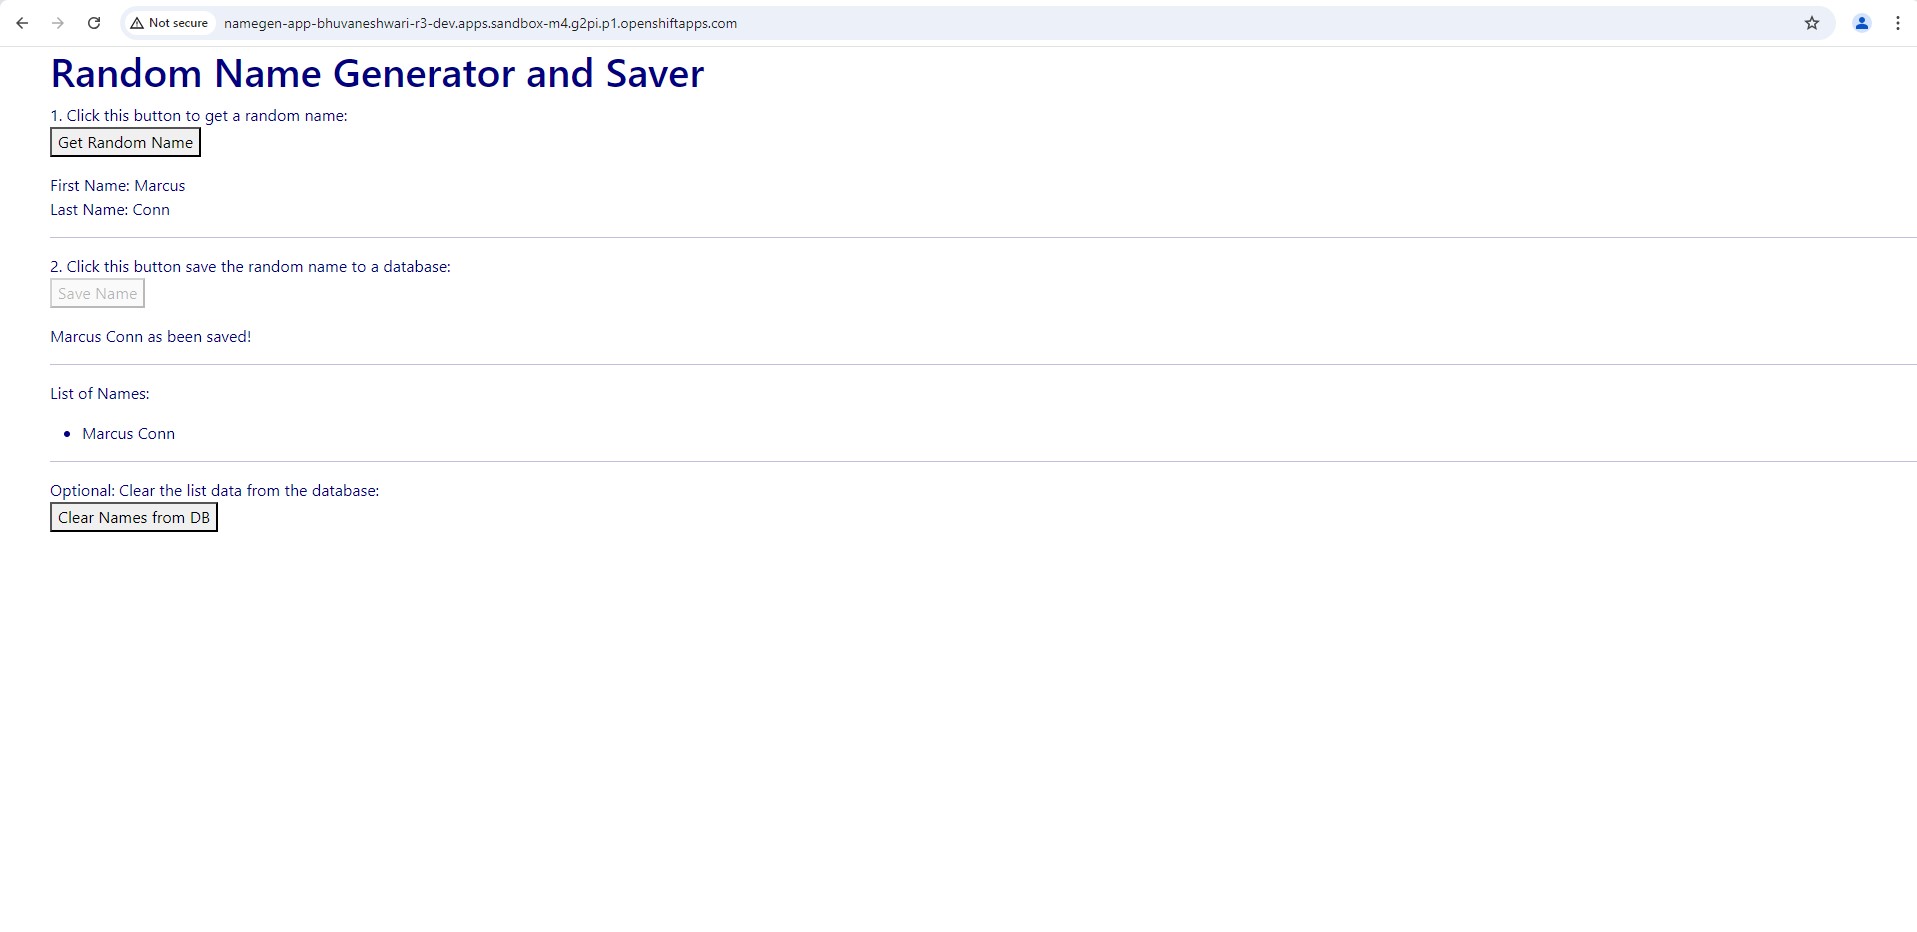 Not secure namegen-app-bhuvaneshwari-r3-dev.apps.sandbox-m4.g2pi.p1.openshiftapps.com
Random Name Generator and Saver
1. Click this button to get a random name:
Get Random Name
First Name: Marcus
Last Name: Conn
2. Click this button save the random name to a database:
Save Name
Marcus Conn as been saved!
List of Names:
• Marcus Conn
Optional: Clear the list data from the database:
Clear Names from DB